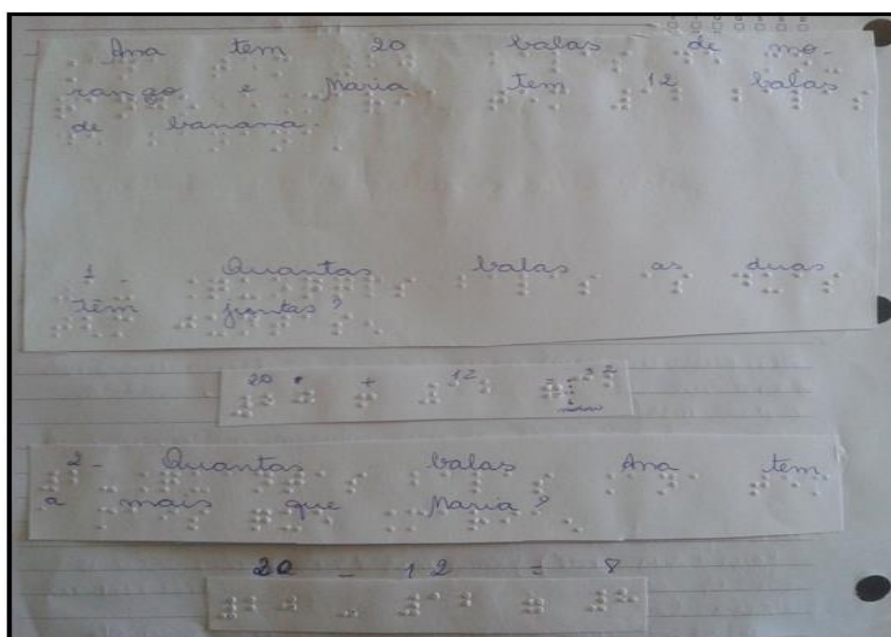 Ana tem 20 balas de mo-
rango e Maria tem 12 balas
de banana.
1 Quantas balas as duas
têm juntas?
20 + 12 = 32
2 - Quantas balas Ana tem
a mais que Maria?
20 - 12 = 8